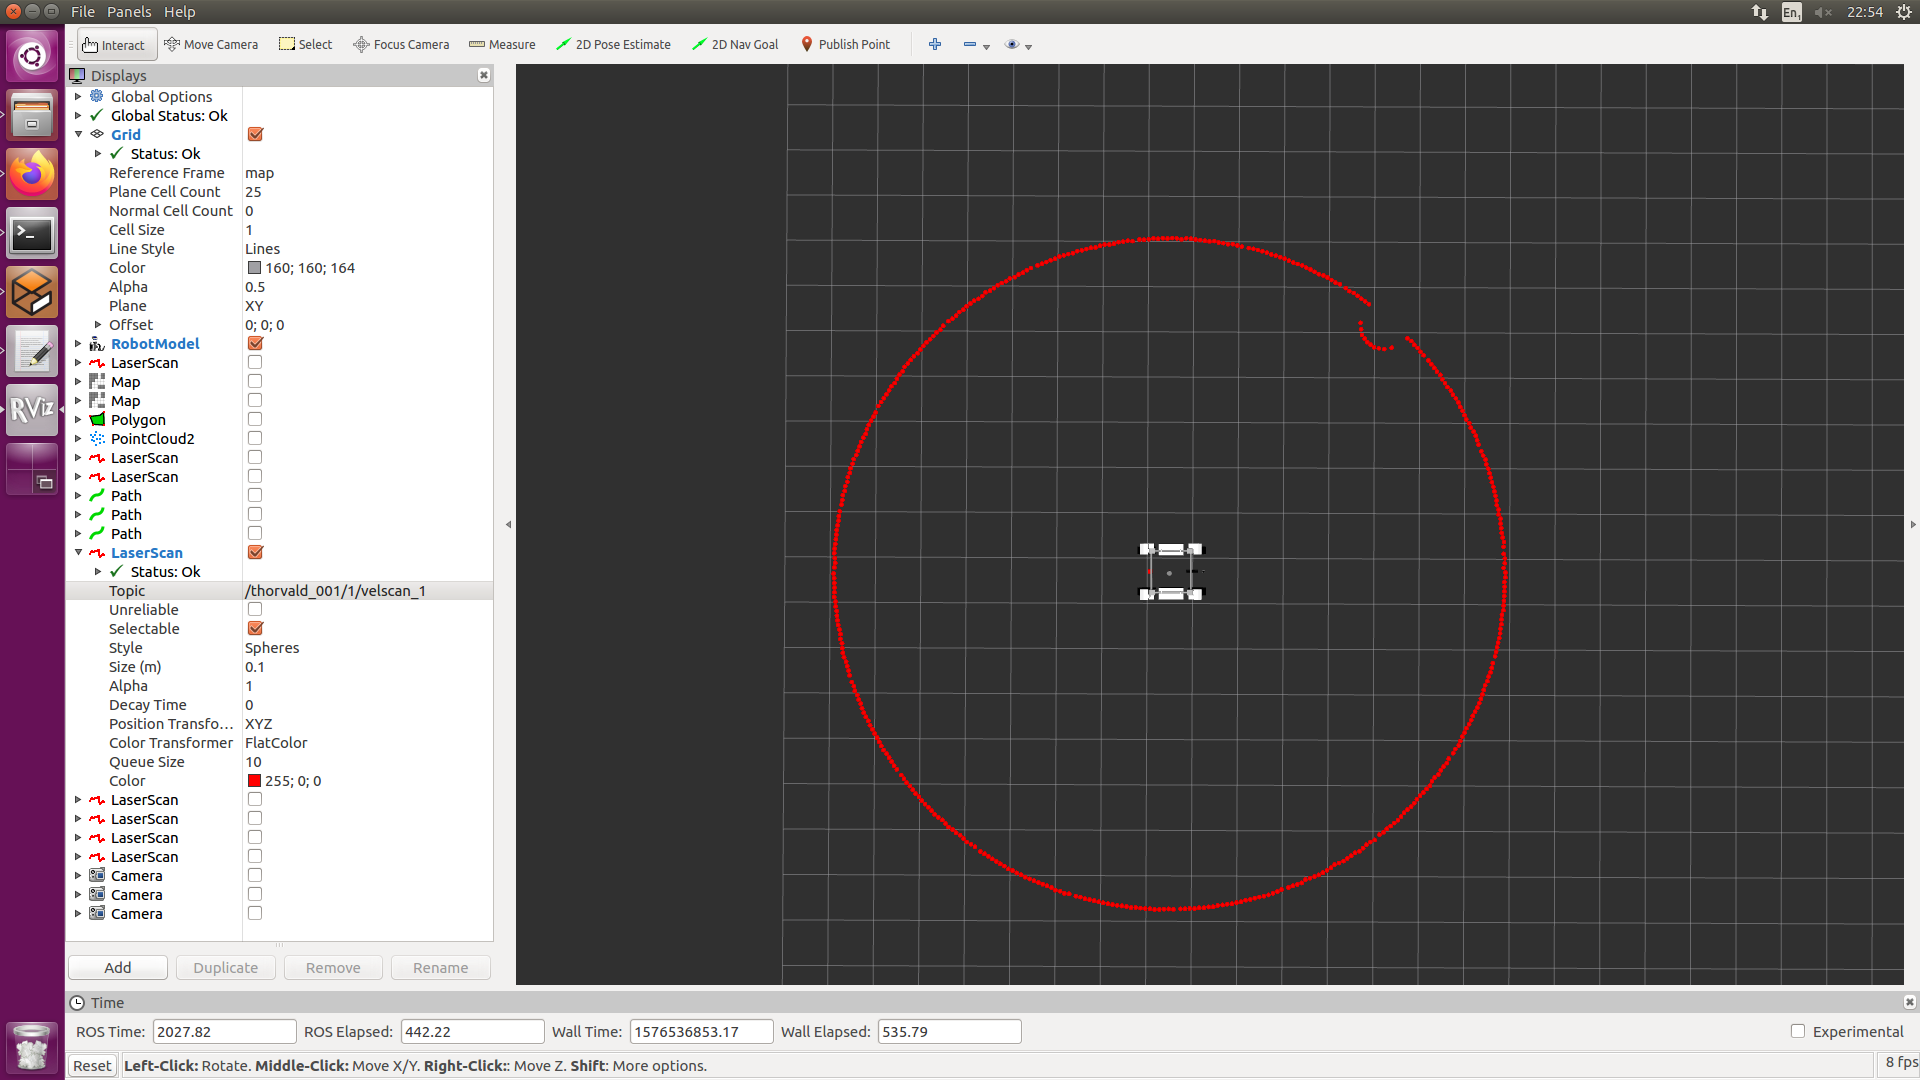 File Panels Help
En1 22:54
Interact Move Camera Select Focus Camera Measure 2D Pose Estimate 2D Nav Goal Publish Point
Displays
Global Options
Global Status: Ok
Grid
Status: Ok
Reference Frame map
Plane Cell Count 25
Normal Cell Count 0
Cell Size 1
Line Style Lines
Color 160; 160; 164
Alpha 0.5
Plane XY
Offset 0; 0; 0
RobotModel
LaserScan
Map
Map
Polygon
PointCloud2
LaserScan
LaserScan
Path
Path
Path
LaserScan
Status: Ok
Topic /thorvald_001/1/velscan_1
Unreliable
Selectable
Style Spheres
Size (m) 0.1
Alpha 1
Decay Time 0
Position Transfo... XYZ
Color Transformer FlatColor
Queue Size 10
Color 255; 0; 0
LaserScan
LaserScan
LaserScan
LaserScan
Camera
Camera
Camera
Add Duplicate Remove Rename
Time
ROS Time: 2027.82 ROS Elapsed: 442.22 Wall Time: 1576536853.17 Wall Elapsed: 535.79 Experimental
Reset Left-Click: Rotate. Middle-Click: Move X/Y. Right-Click:: Move Z. Shift: More options. 8 fps
RViz